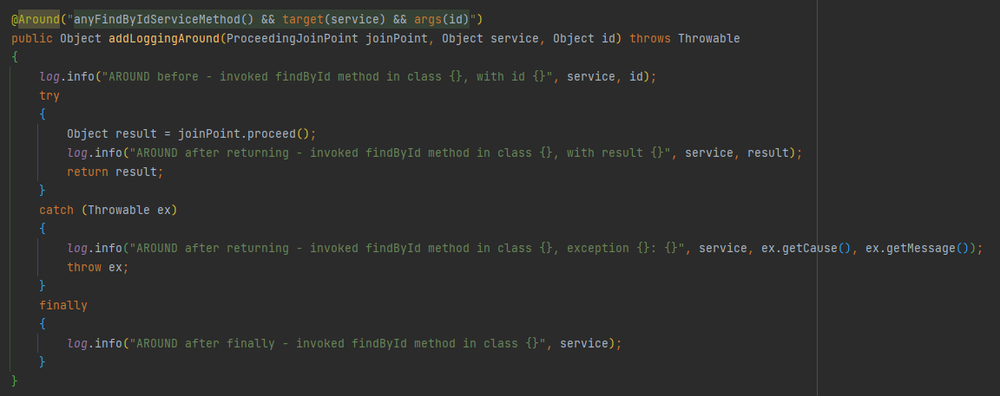 @Around("anyFindByIdServiceMethod() && target(service) && args(id)")
public Object addLoggingAround(ProceedingJoinPoint joinPoint, Object service, Object id) throws Throwable
{
    log.info("AROUND before - invoked findById method in class {}, with id {}", service, id);
    try
    {
        Object result = joinPoint.proceed();
        log.info("AROUND after returning - invoked findById method in class {}, with result {}", service, result);
        return result;
    }
    catch (Throwable ex)
    {
        log.info("AROUND after returning - invoked findById method in class {}, exception {}: {}", service, ex.getCause(), ex.getMessage());
        throw ex;
    }
    finally
    {
        log.info("AROUND after finally - invoked findById method in class {}", service);
    }
}